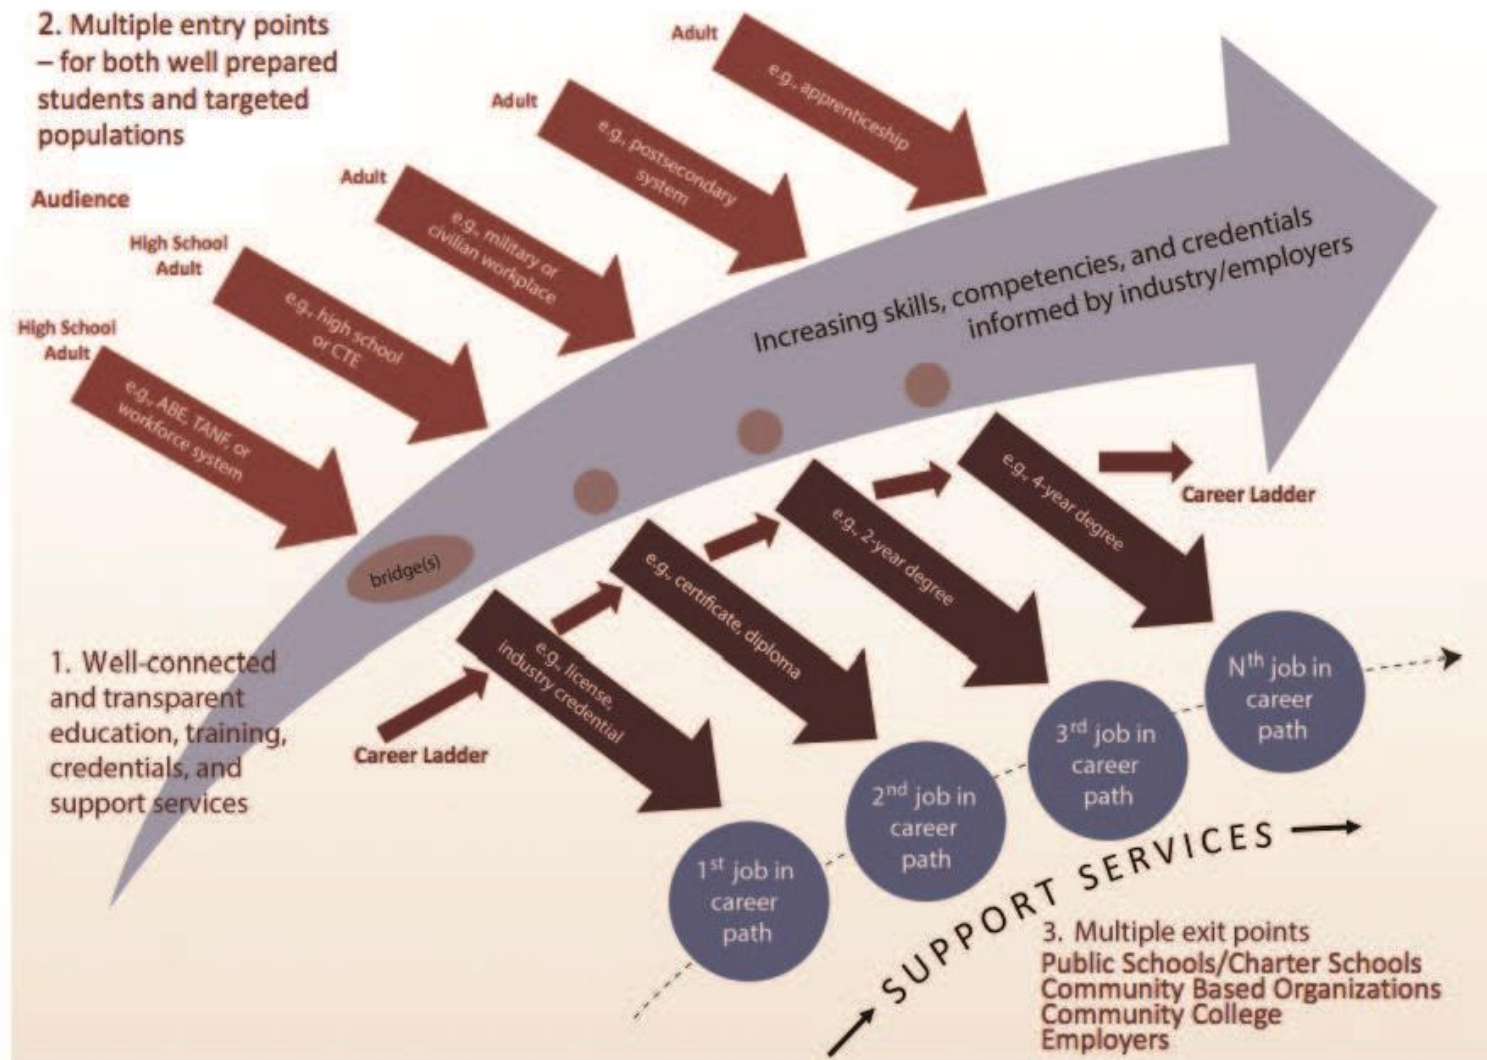 2. Multiple entry points
– for both well prepared
students and targeted
populations
Audience
High School
Adult
e.g., ABE, TANF, or
workforce system
High School
Adult
e.g., high school
or CTE
Adult
e.g., military or
civilian workplace
Adult
e.g., postsecondary
system
Adult
e.g., apprenticeship
Increasing skills, competencies, and credentials
informed by industry/employers
bridge(s)
1. Well-connected
and transparent
education, training,
credentials, and
support services
Career Ladder
e.g., license,
industry credential
e.g., certificate, diploma
e.g., 2-year degree
e.g., 4-year degree
Career Ladder
1st job in
career
path
2nd job in
career
path
3rd job in
career
path
Nth job in
career
path
SUPPORT SERVICES
3. Multiple exit points
Public Schools/Charter Schools
Community Based Organizations
Community College
Employers